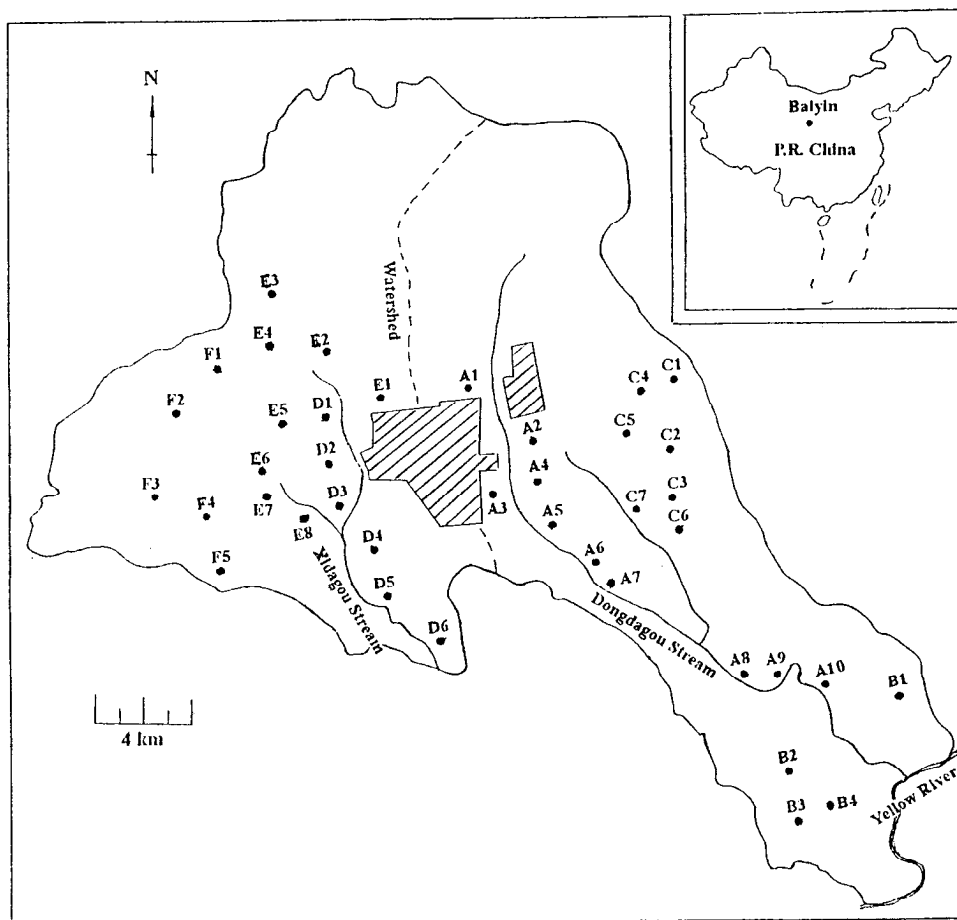 N
Baiyin
P.R. China
Watershed
E3
E4
E2
F1
E1
A1
C1
C4
F2
E5
D1
A2
C5
C2
D2
E6
A4
F3
E7
D3
A3
C3
F4
C7
C6
E8
A5
D4
F5
A6
A7
D5
Xidagou Stream
D6
Dongdagou Stream
A8
A9
A10
B1
4 km
B2
B3
B4
Yellow River